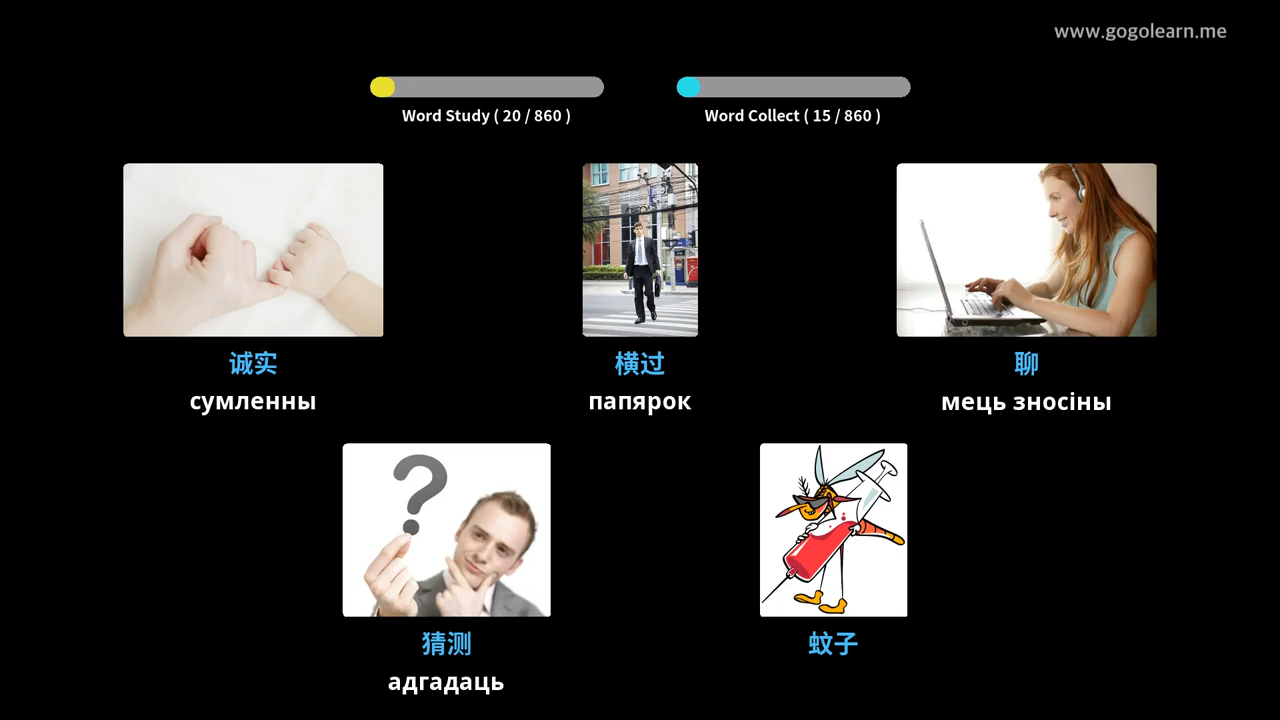 www.gogolearn.me
Word Study ( 20 / 860 )
Word Collect ( 15 / 860 )
诚实
横过
聊
сумленны
папярок
мець зносіны
猜测
蚊子
адгадаць